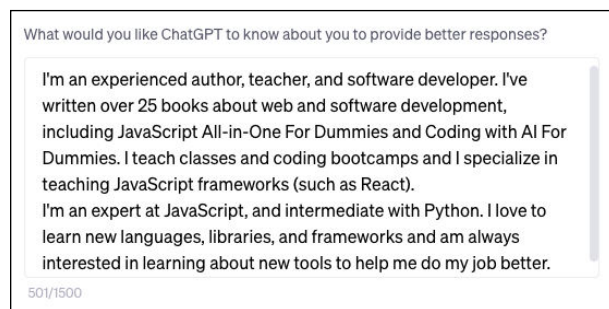 What would you like ChatGPT to know about you to provide better responses?
I'm an experienced author, teacher, and software developer. I've
written over 25 books about web and software development,
including JavaScript All-in-One For Dummies and Coding with AI For
Dummies. I teach classes and coding bootcamps and I specialize in
teaching JavaScript frameworks (such as React).
I'm an expert at JavaScript, and intermediate with Python. I love to
learn new languages, libraries, and frameworks and am always
interested in learning about new tools to help me do my job better.
501/1500